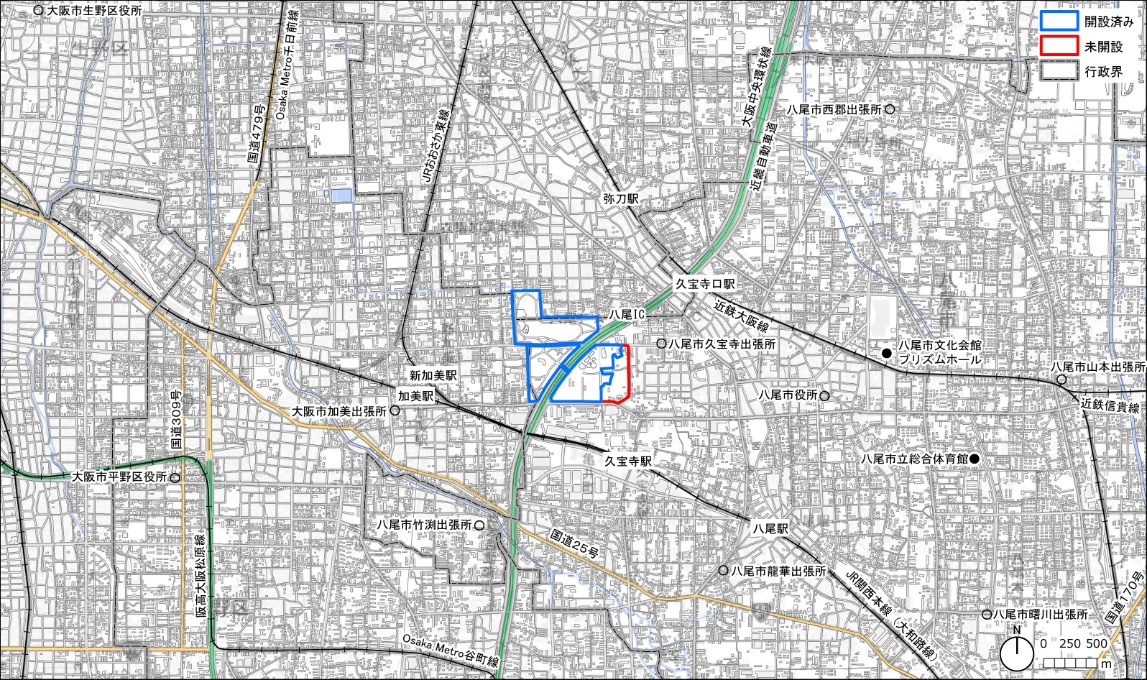 大阪市生野区役所
開設済み
未開設
行政界
Osaka Metro千日前線
国道479号
JRおおさか東線
大阪中央環状線
近畿自動車道
八尾市西郡出張所
弥刀駅
久宝寺口駅
近鉄大阪線
八尾IC
八尾市久宝寺出張所
八尾市文化会館
プリズムホール
八尾市山本出張所
新加美駅
加美駅
大阪市加美出張所
八尾市役所
近鉄信貴線
国道309号
大阪市平野区役所
久宝寺駅
八尾市立総合体育館
八尾市竹渕出張所
国道25号
八尾駅
阪高大阪松原線
八尾市龍華出張所
JR関西本線（大和路線）
国道170号
八尾市曙川出張所
Osaka Metro谷町線
N
0 250 500
m